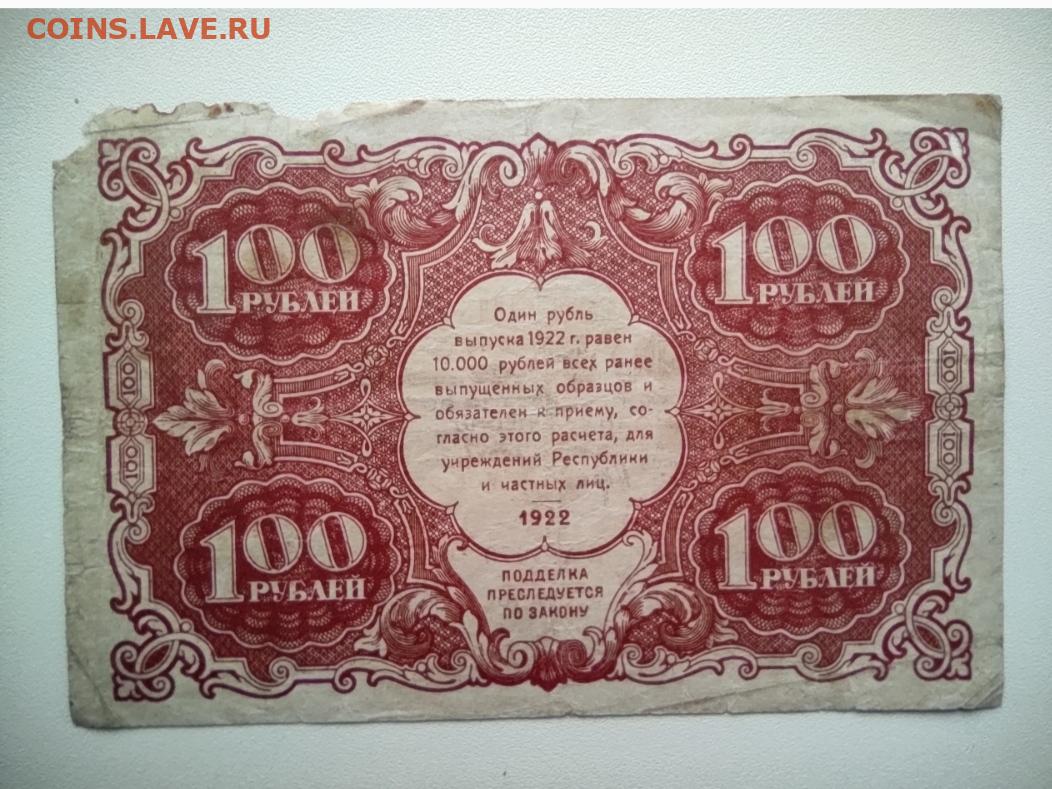 COINS.LAVE.RU
100
РУБЛЕЙ
100
РУБЛЕЙ
Один рубль
выпуска 1922 г. равен
10.000 рублей всех ранее
выпущенных образцов и
обязателен к приему, со-
гласно этого расчета, для
учреждений Республики
и частных лиц.
1922
100
100
100
100
100
РУБЛЕЙ
100
РУБЛЕЙ
ПОДДЕЛКА
ПРЕСЛЕДУЕТСЯ
ПО ЗАКОНУ